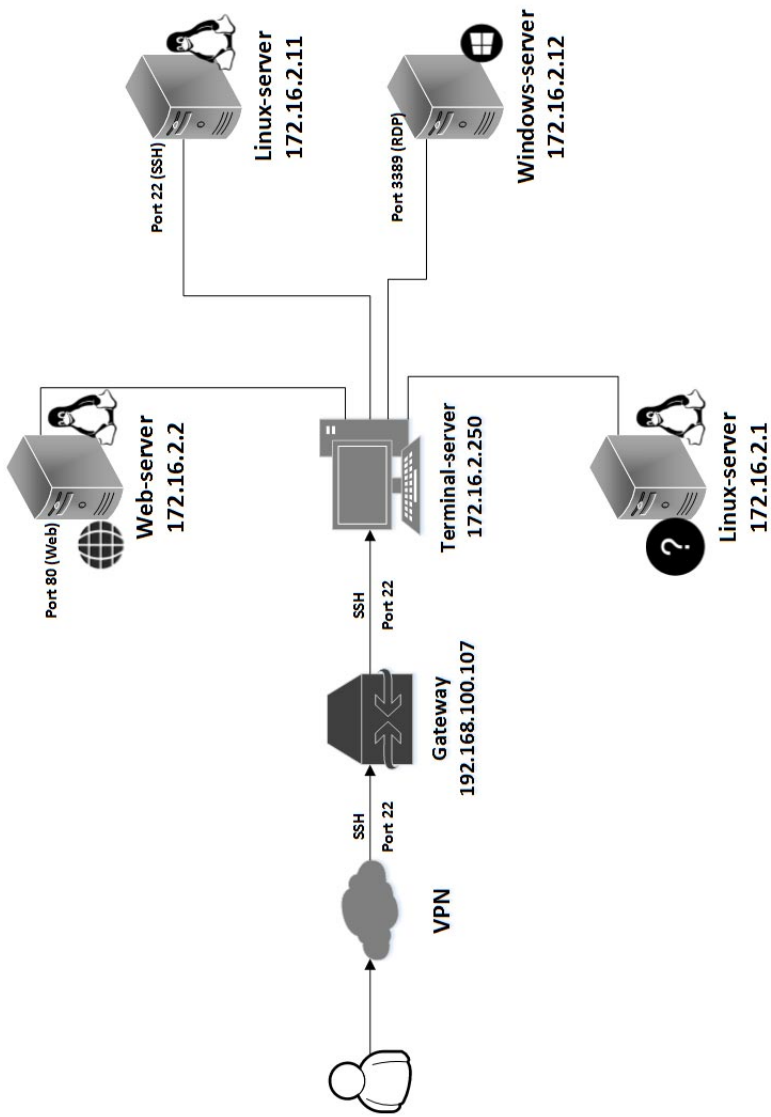 Port 80 (Web)
Web-server
172.16.2.2
Port 22 (SSH)
Linux-server
172.16.2.11
VPN
SSH
Port 22
Gateway
192.168.100.107
SSH
Port 22
Terminal-server
172.16.2.250
Port 3389 (RDP)
Windows-server
172.16.2.12
?
Linux-server
172.16.2.1